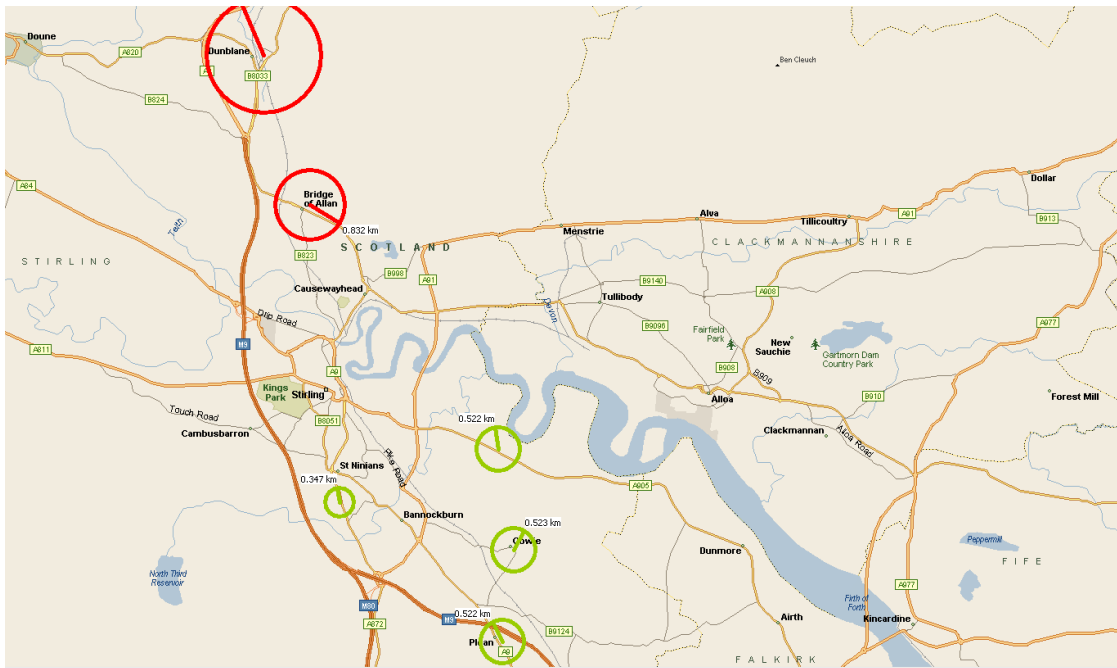 Doune
A820
Dunblane
A9
B8033
Ben Cleuch
B824
A84
Bridge
of Allan
Dollar
Teith
0.832 km
Alva
Tillicoultry
A91
B913
Menstrie
SCOTLAND
CLACKMANNANSHIRE
STIRLING
B823
B998
A91
B9140
A908
Causewayhead
Tullibody
Devon
Drip Road
B9096
Fairfield
Park
A977
A811
M9
New
Sauchie
Gartmorn Dam
Country Park
A9
B908
B909
Kings
Park
Stirling
Alloa
B910
Forest Mill
Touch Road
B8051
0.522 km
Cambusbarron
Clackmannan
Alloa Road
Pike Road
St Ninians
0.347 km
A905
Bannockburn
0.523 km
Cowie
Dunmore
Peppermill
FIFE
North Third
Reservoir
A977
M80
0.522 km
Firth of
Forth
A872
M9
Airth
Kincardine
B9124
Plean
A9
FALKIRK